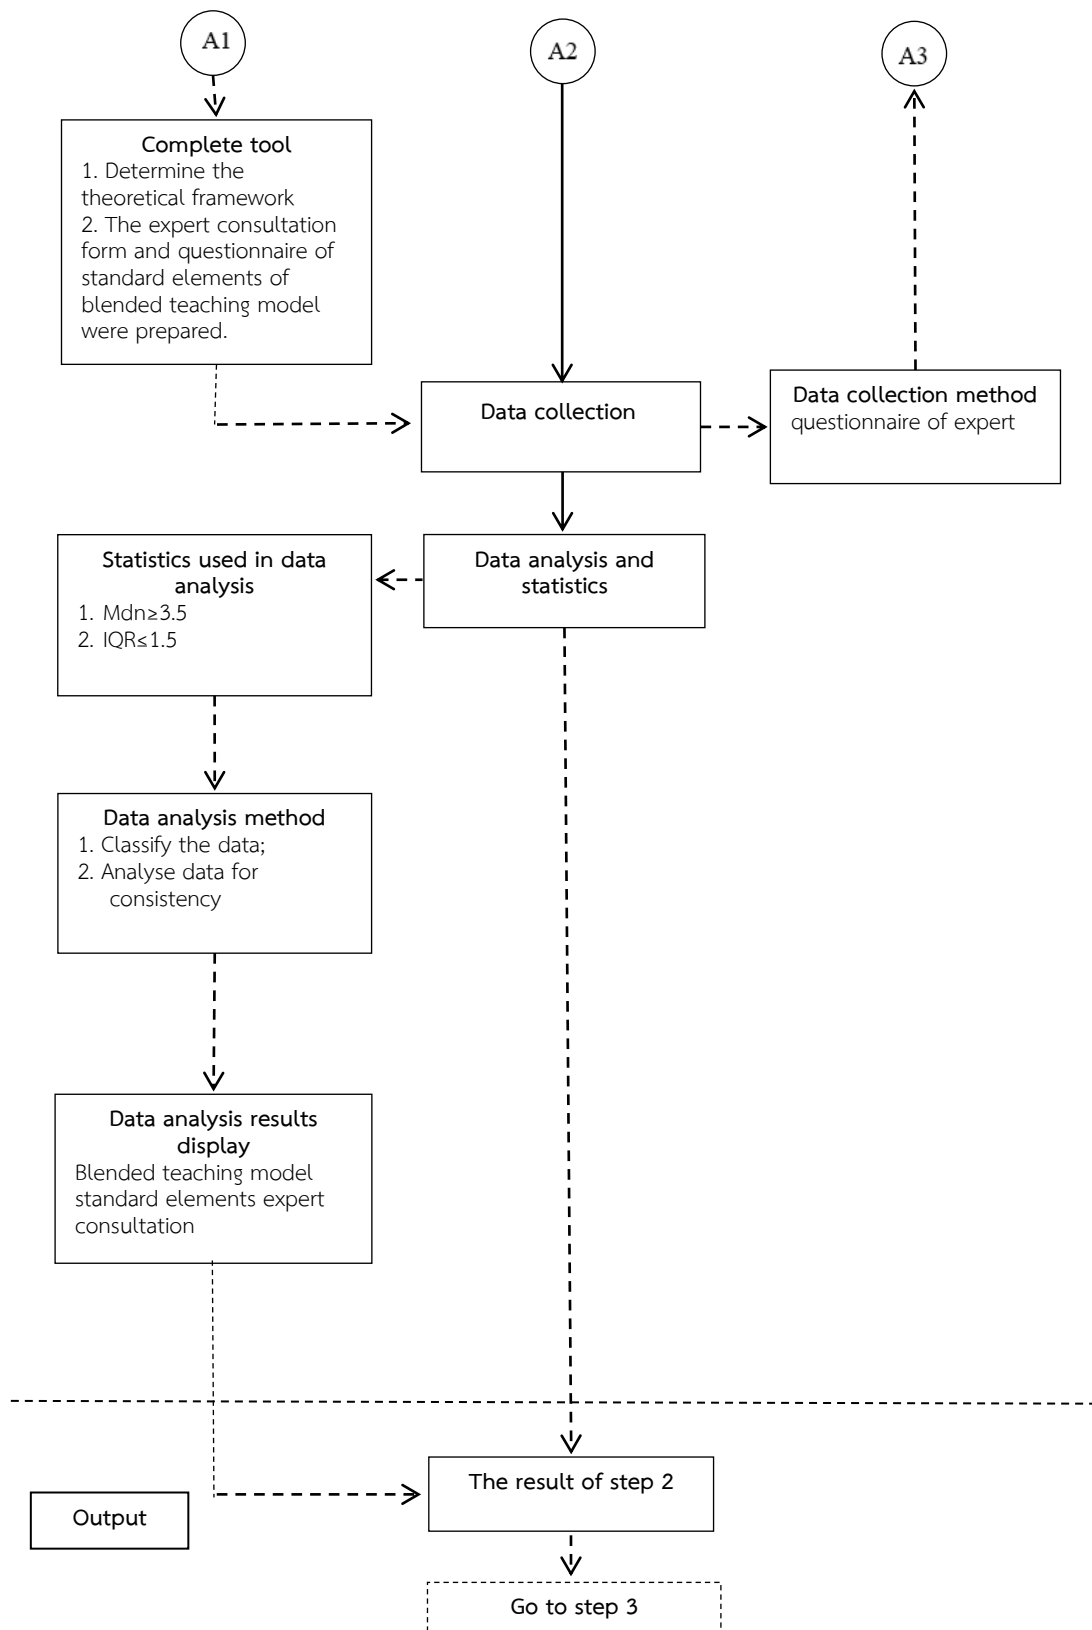 A1
A2
A3
Complete tool
1. Determine the
theoretical framework
2. The expert consultation
form and questionnaire of
standard elements of
blended teaching model
were prepared.
Data collection
Data collection method
questionnaire of expert
Statistics used in data
analysis
1. Mdn≥3.5
2. IQR≤1.5
Data analysis and
statistics
Data analysis method
1. Classify the data;
2. Analyse data for
consistency
Data analysis results
display
Blended teaching model
standard elements expert
consultation
The result of step 2
Output
Go to step 3